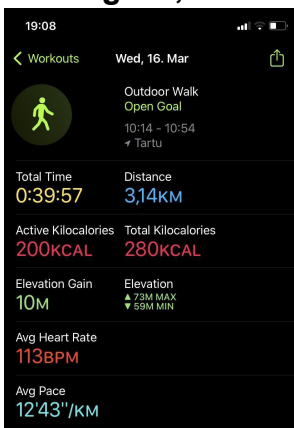 19:08
Workouts
Wed, 16. Mar
Outdoor Walk
Open Goal
10:14 - 10:54
Tartu
Total Time
Distance
0:39:57
3,14KM
Active Kilocalories
Total Kilocalories
200KCAL
280KCAL
Elevation Gain
Elevation
10M
▲ 73M MAX
▼ 59M MIN
Avg Heart Rate
113BPM
Avg Pace
12'43"/KM